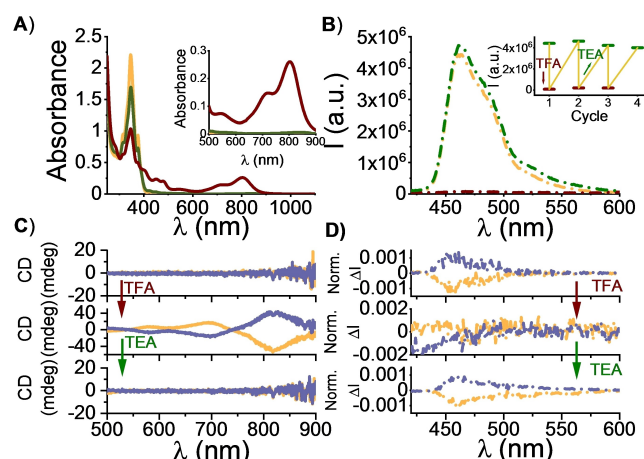 A)
Absorbance
2.5
2
1.5
1
0.5
0
400 600 800 1000
λ (nm)
Absorbance
0.3
0.2
0.1
0
500 600 700 800 900
λ (nm)
B)
I (a.u.)
5x10⁶
4x10⁶
3x10⁶
2x10⁶
1x10⁶
0
450 500 550 600
λ (nm)
I (a.u.)
4x10⁶
2x10⁶
0
TFA
TEA
1 2 3 4
Cycle
C)
CD (mdeg)
20
0
-20
TFA
CD (mdeg)
40
0
-40
TEA
CD (mdeg)
20
0
-20
500 600 700 800 900
λ (nm)
D)
Norm. ΔI
0.001
0
-0.001
TFA
Norm. ΔI
0.002
0
-0.002
TEA
Norm. ΔI
0.001
0
-0.001
450 500 550 600
λ (nm)